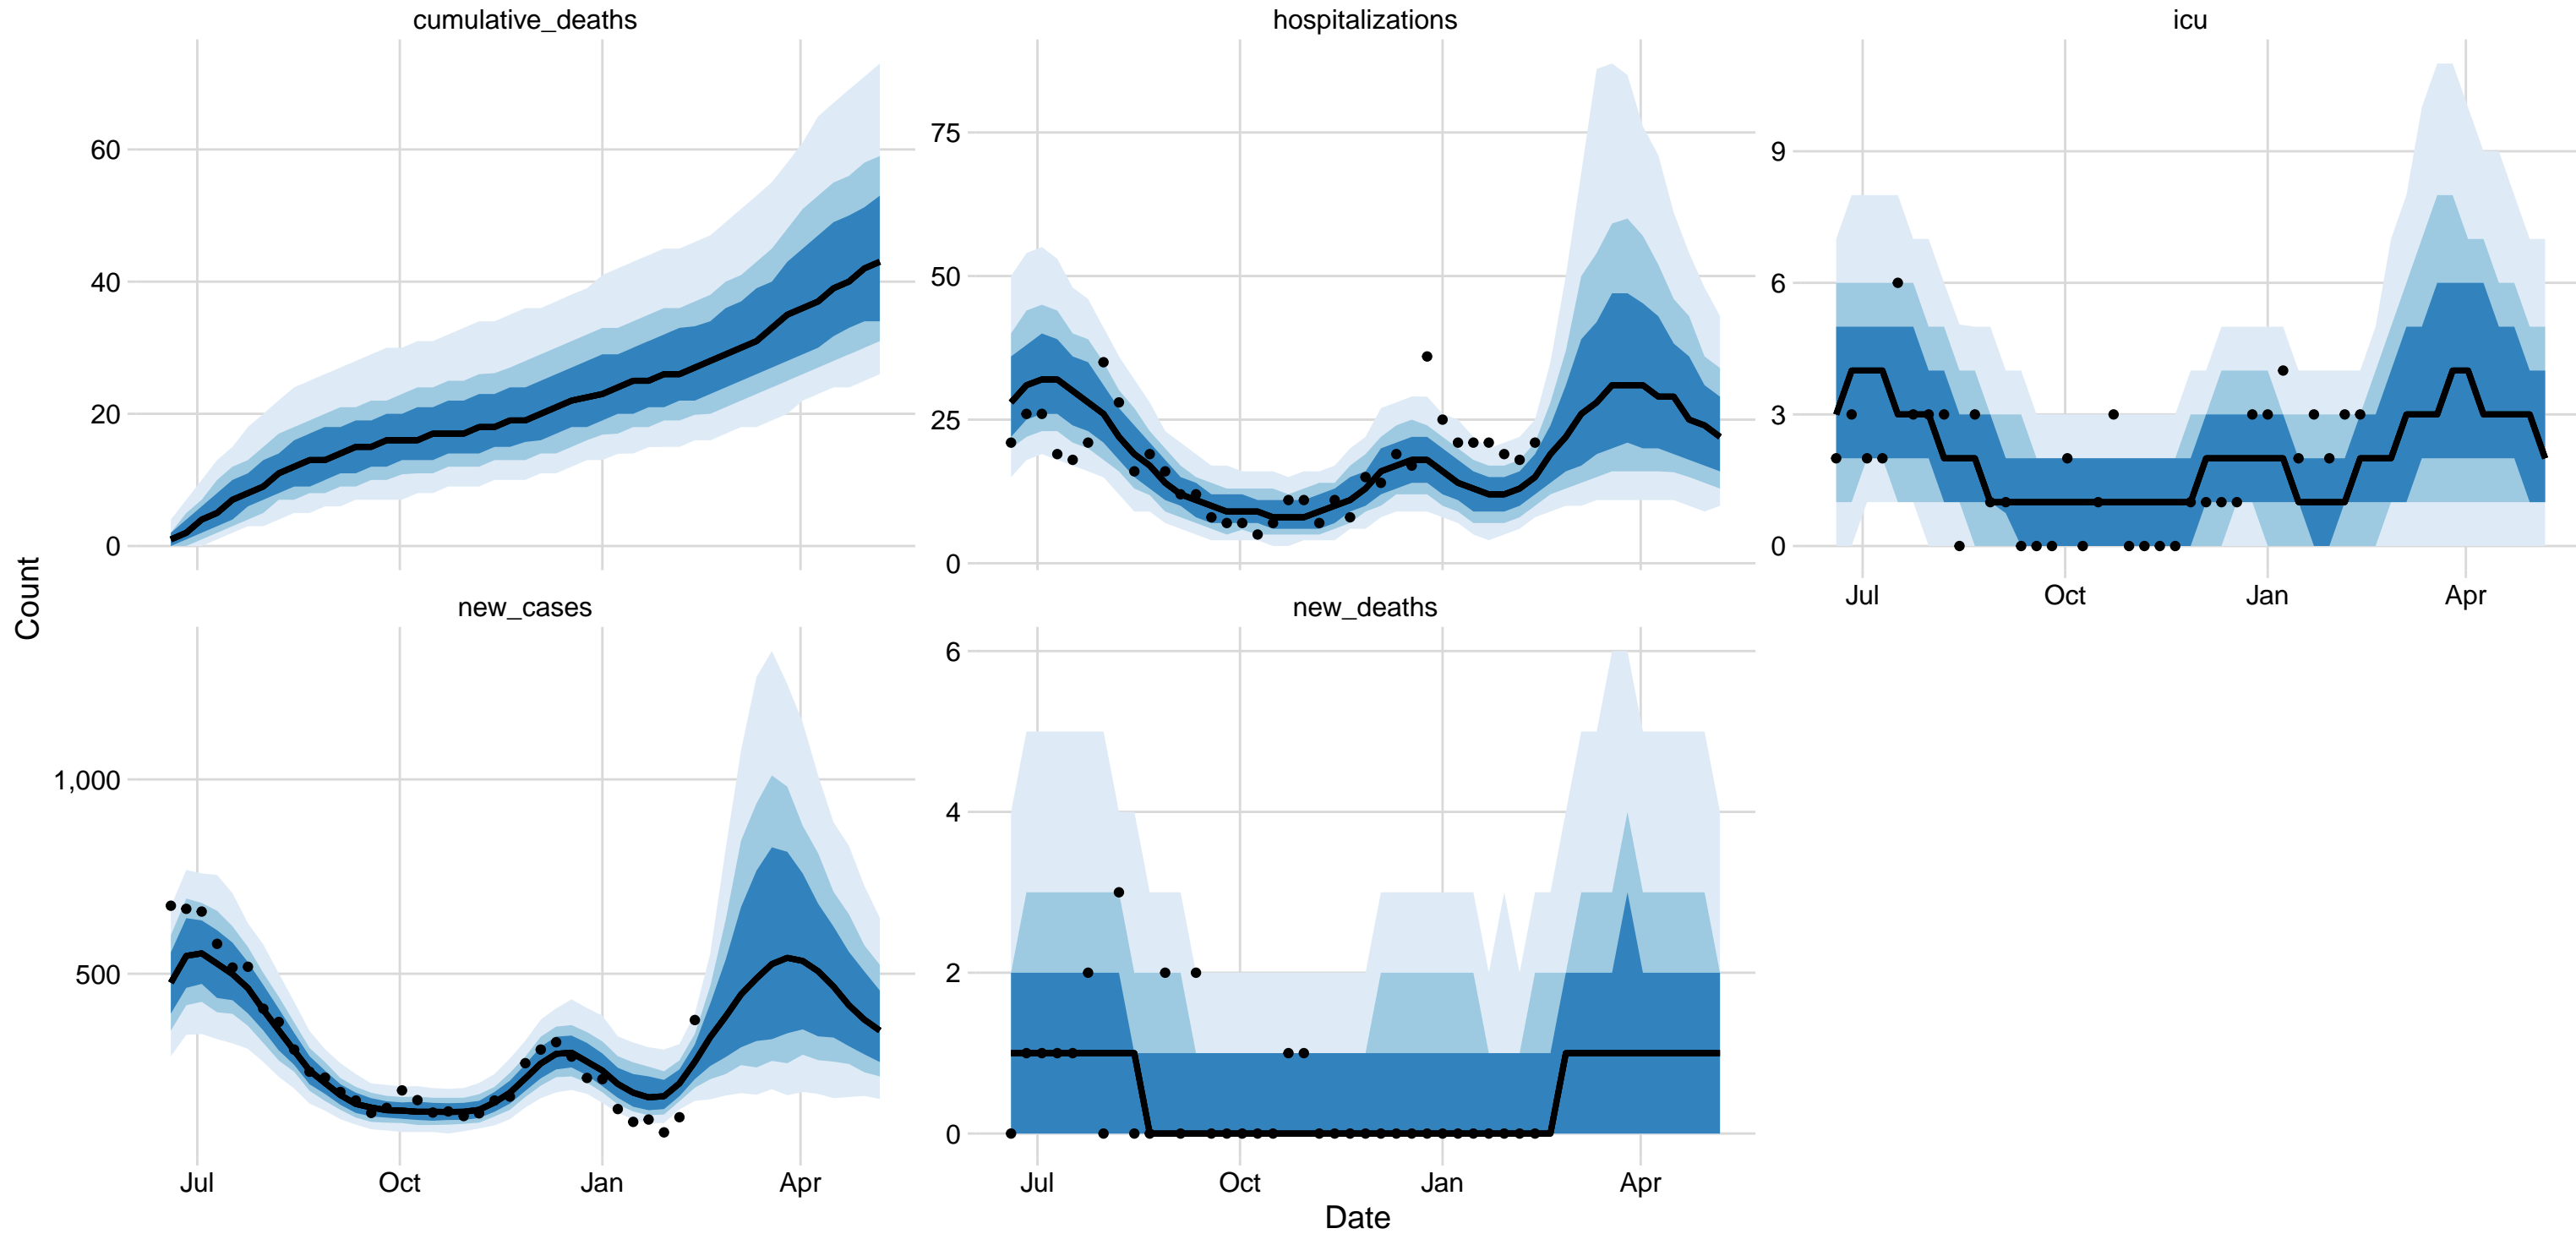 cumulative_deaths
hospitalizations
icu
60
40
20
0
75
50
25
0
9
6
3
0
Jul Oct Jan Apr
Count
new_cases
new_deaths
1,000
500
6
4
2
0
Jul Oct Jan Apr
Jul Oct Jan Apr
Date